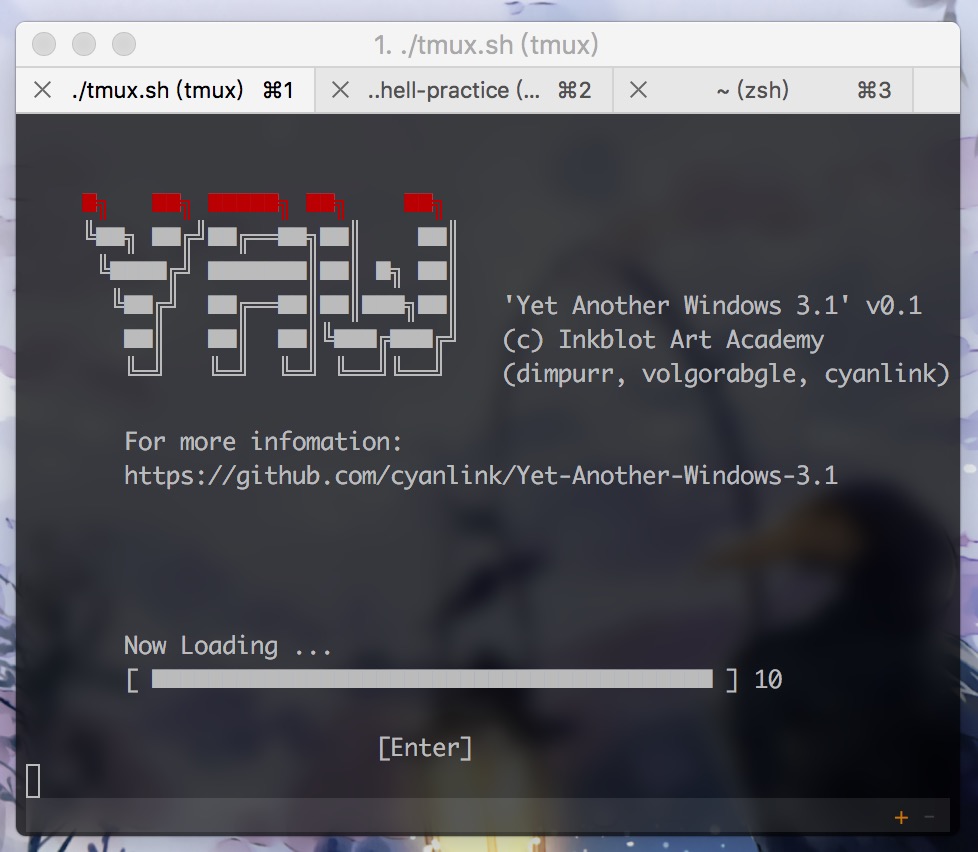 1. ./tmux.sh (tmux)
./tmux.sh (tmux) ⌘1 ..hell-practice (... ⌘2 ~ (zsh) ⌘3
YAW
'Yet Another Windows 3.1' v0.1
(c) Inkblot Art Academy
(dimpurr, volgorabgle, cyanlink)
For more infomation:
https://github.com/cyanlink/Yet-Another-Windows-3.1
Now Loading ...
[ ] 10
[Enter]